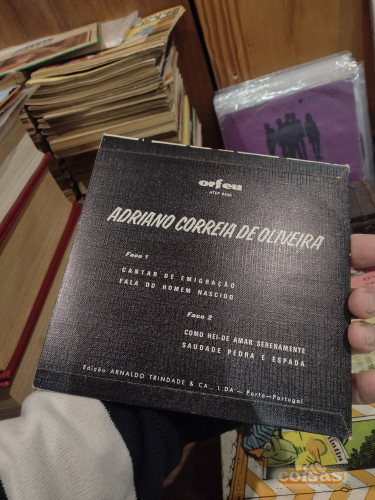 orfeu
ADRIANO CORREIA DE OLIVEIRA
Face 1
CANTAR DE EMIGRAÇÃO
FALA DO HOMEM NASCIDO
Face 2
COMO HEI-DE AMAR SERENAMENTE
SAUDADE PEDRA E ESPADA
Edição ARNALDO TRINDADE & CA., LDA — Porto-Portugal
coisas